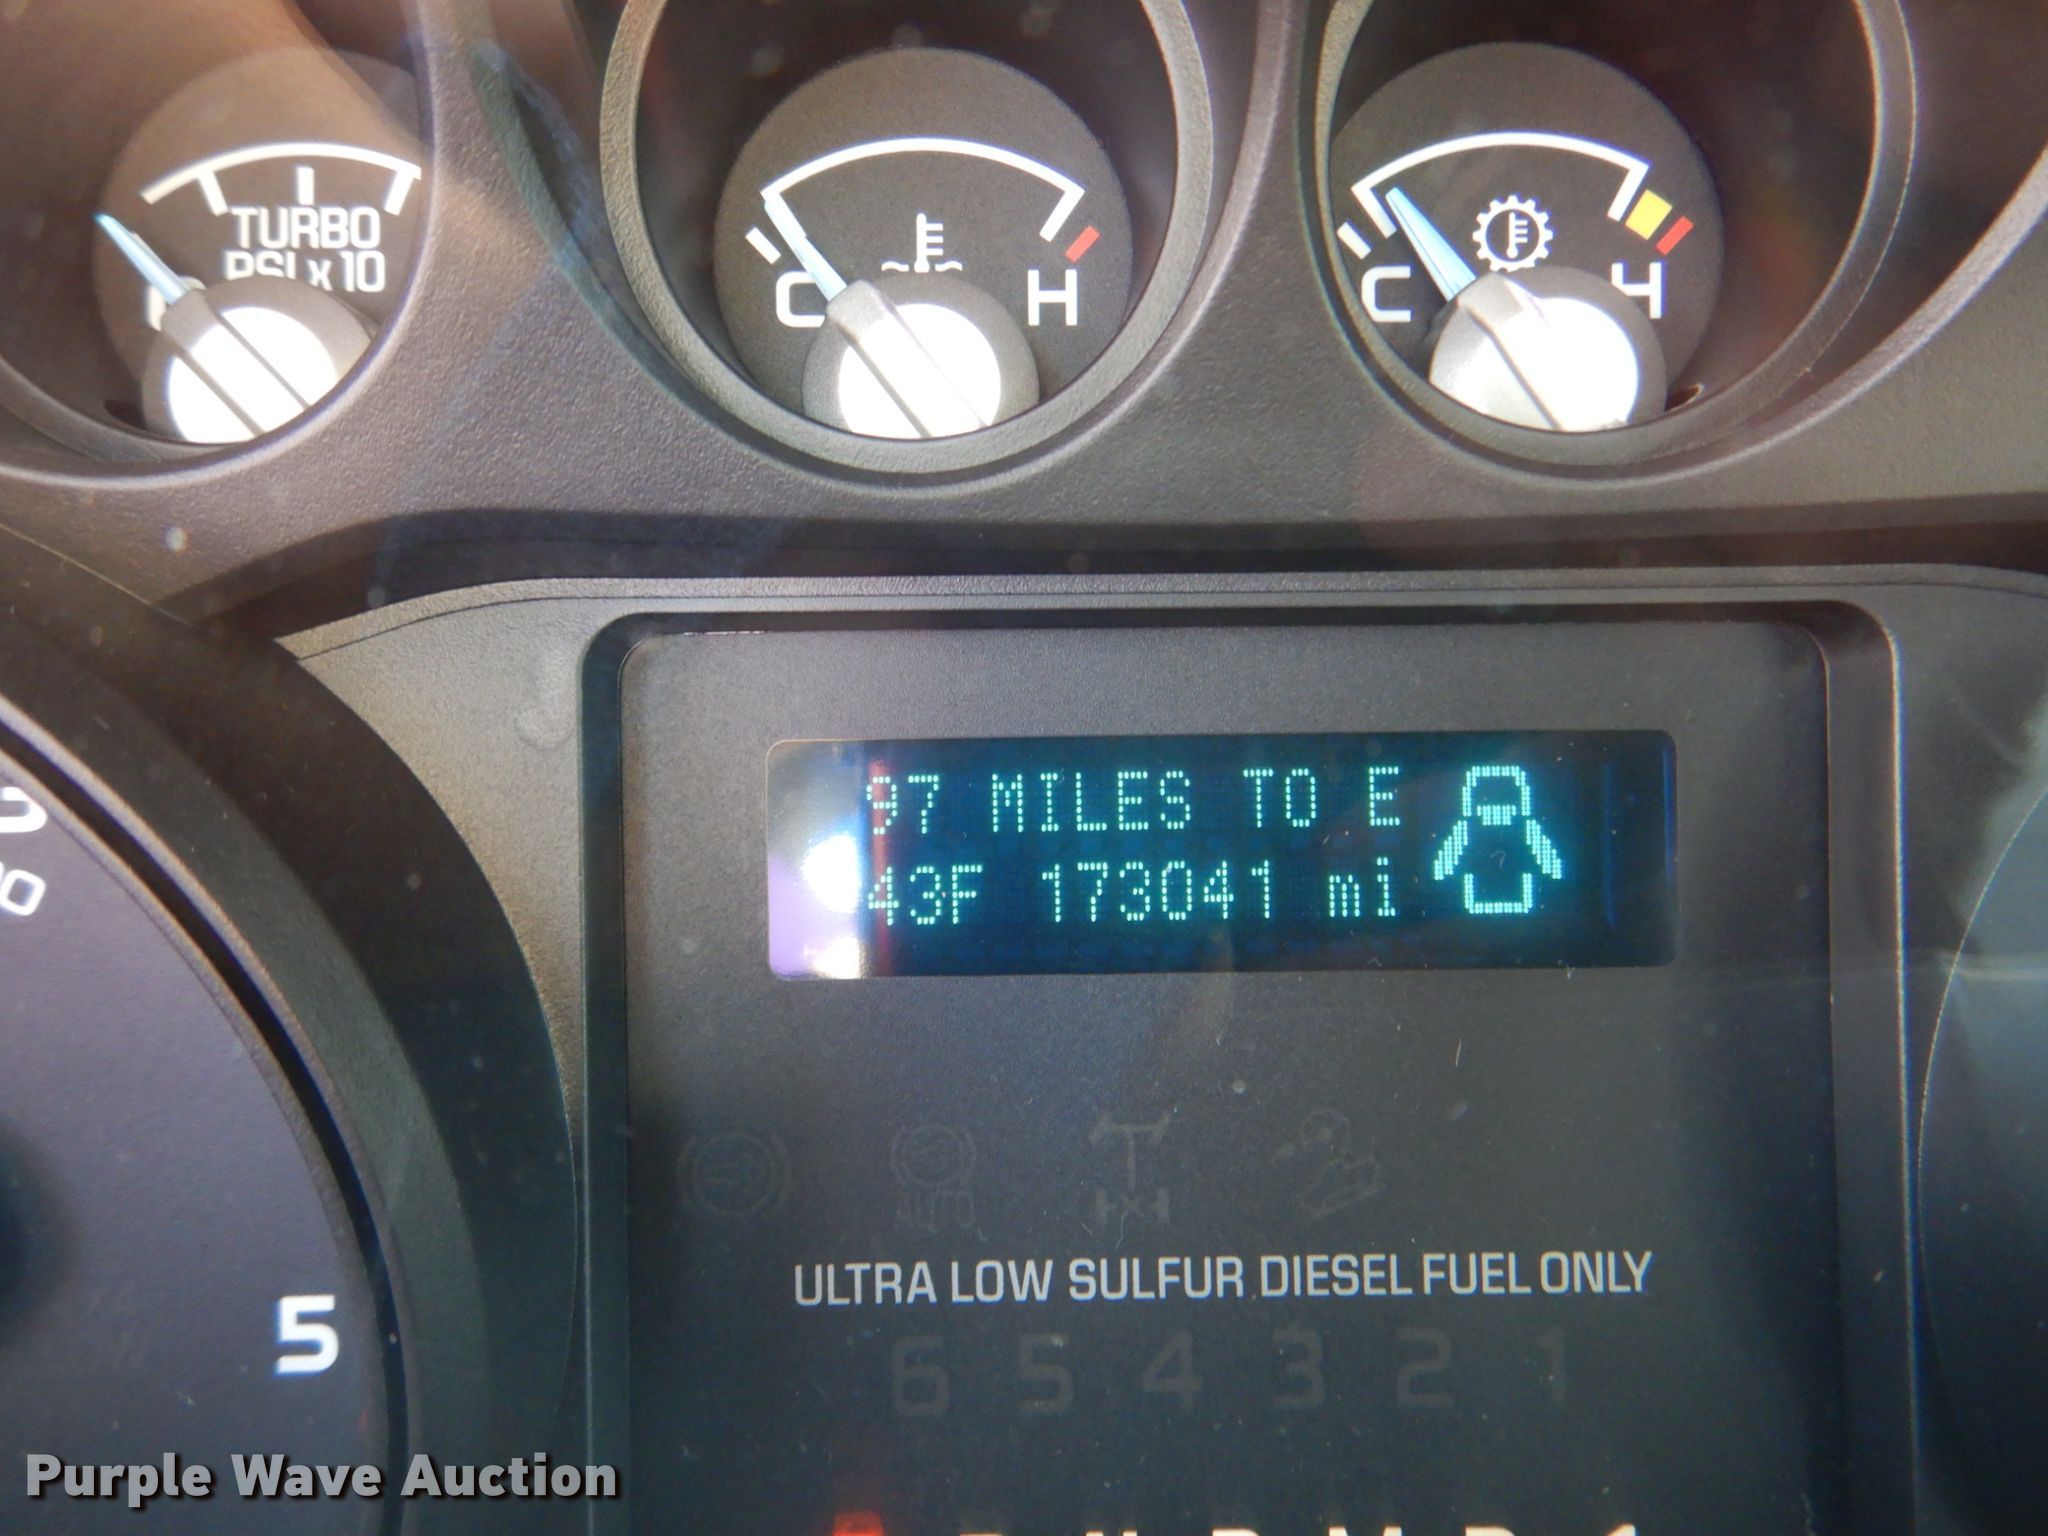 TURBO
PSI x 10
C H
C H
97 MILES TO E
43F 173041 mi
AUTO
ULTRA LOW SULFUR DIESEL FUEL ONLY
6 5 4 3 2 1
5
Purple Wave Auction